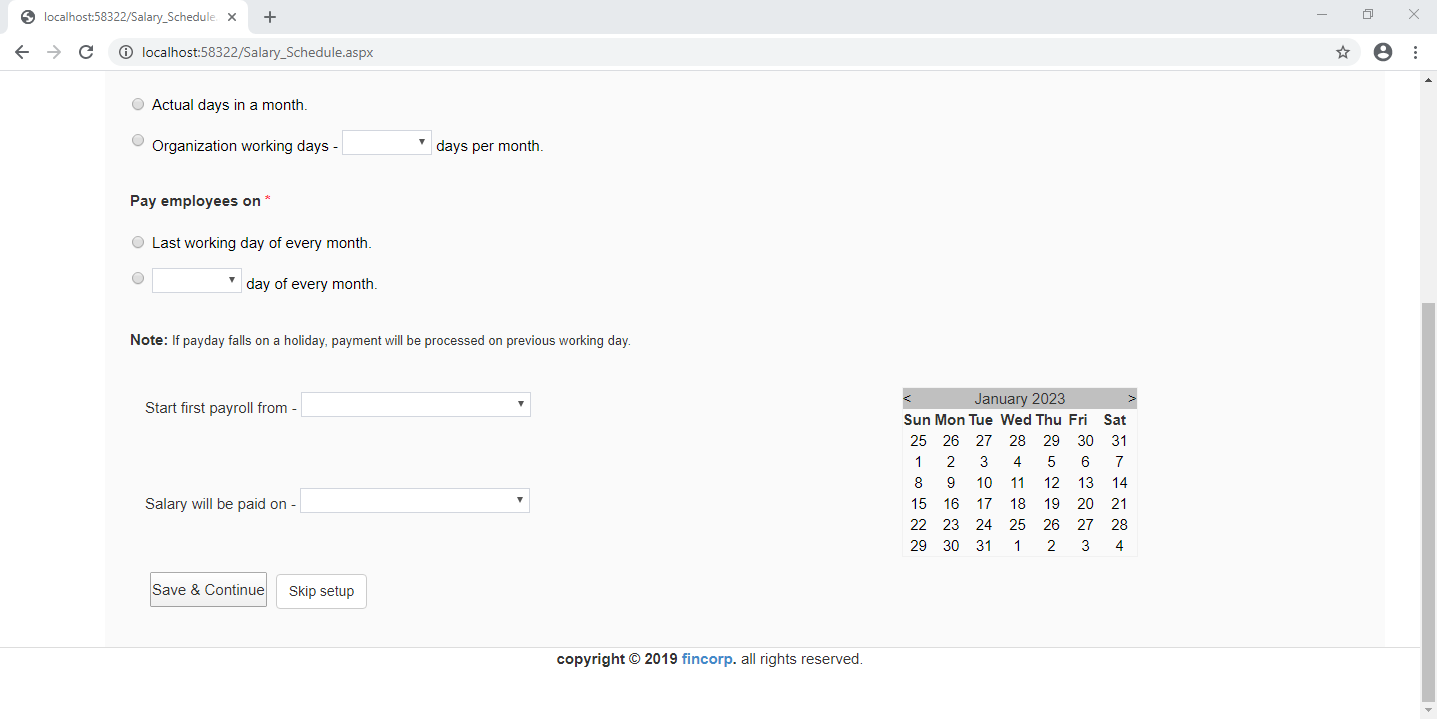 localhost:58322/Salary_Schedule.
localhost:58322/Salary_Schedule.aspx
Actual days in a month.
Organization working days - days per month.
Pay employees on *
Last working day of every month.
day of every month.
Note: If payday falls on a holiday, payment will be processed on previous working day.
Start first payroll from -
< January 2023 >
Sun Mon Tue Wed Thu Fri Sat
25 26 27 28 29 30 31
1 2 3 4 5 6 7
8 9 10 11 12 13 14
15 16 17 18 19 20 21
22 23 24 25 26 27 28
29 30 31 1 2 3 4
Salary will be paid on -
Save & Continue Skip setup
copyright © 2019 fincorp. all rights reserved.